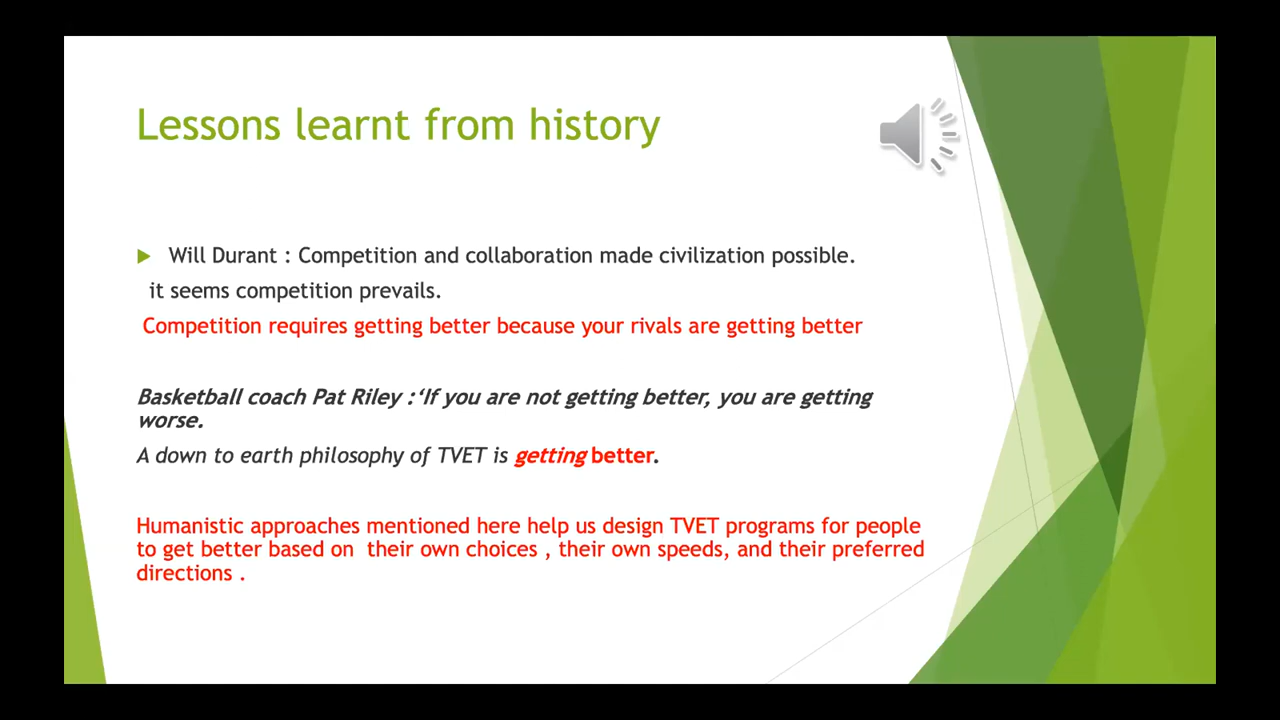 Lessons learnt from history
Will Durant : Competition and collaboration made civilization possible.
it seems competition prevails.
Competition requires getting better because your rivals are getting better
Basketball coach Pat Riley :‘If you are not getting better, you are getting
worse.
A down to earth philosophy of TVET is getting better.
Humanistic approaches mentioned here help us design TVET programs for people
to get better based on  their own choices , their own speeds, and their preferred
directions .